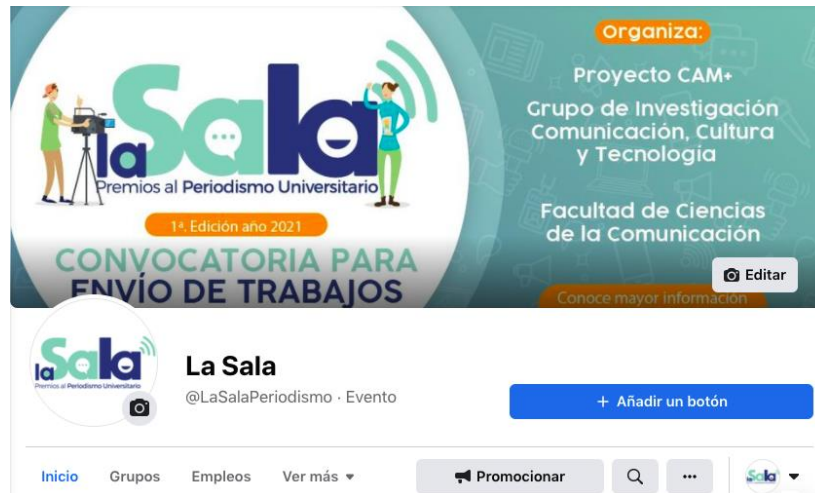 la Sala
Premios al Periodismo Universitario
1ª. Edición año 2021
CONVOCATORIA PARA
ENVÍO DE TRABAJOS
Organiza:
Proyecto CAM+
Grupo de Investigación
Comunicación, Cultura
y Tecnología
Facultad de Ciencias
de la Comunicación
Editar
Conoce mayor información
la Sala
Premios al Periodismo Universitario
La Sala
@LaSalaPeriodismo · Evento
+ Añadir un botón
Inicio Grupos Empleos Ver más Promocionar
Sala